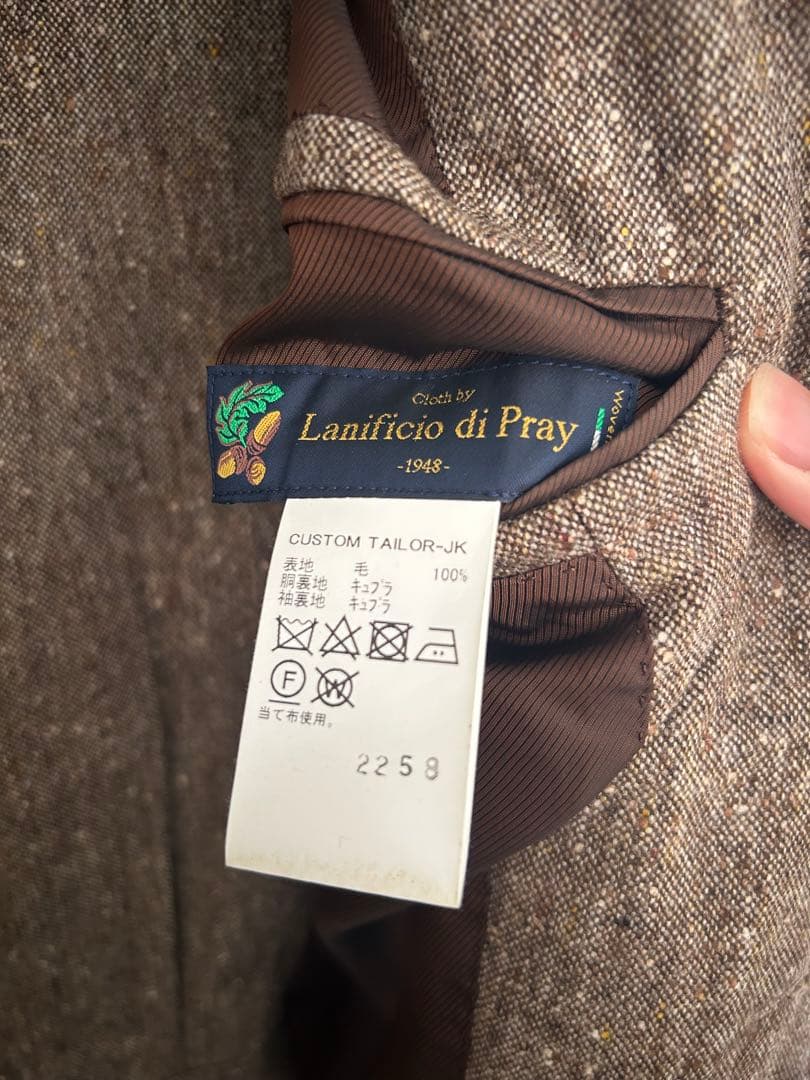 Cloth by
Lanificio di Pray
-1948-
Woven
CUSTOM TAILOR-JK
表地 毛 100%
胴裏地 キュプラ
袖裏地 キュプラ
F W
当て布使用。
2258